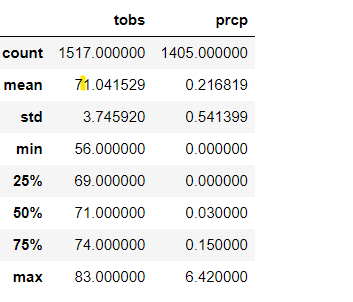 tobs prcp
count 1517.000000 1405.000000
mean 71.041529 0.216819
std 3.745920 0.541399
min 56.000000 0.000000
25% 69.000000 0.000000
50% 71.000000 0.030000
75% 74.000000 0.150000
max 83.000000 6.420000